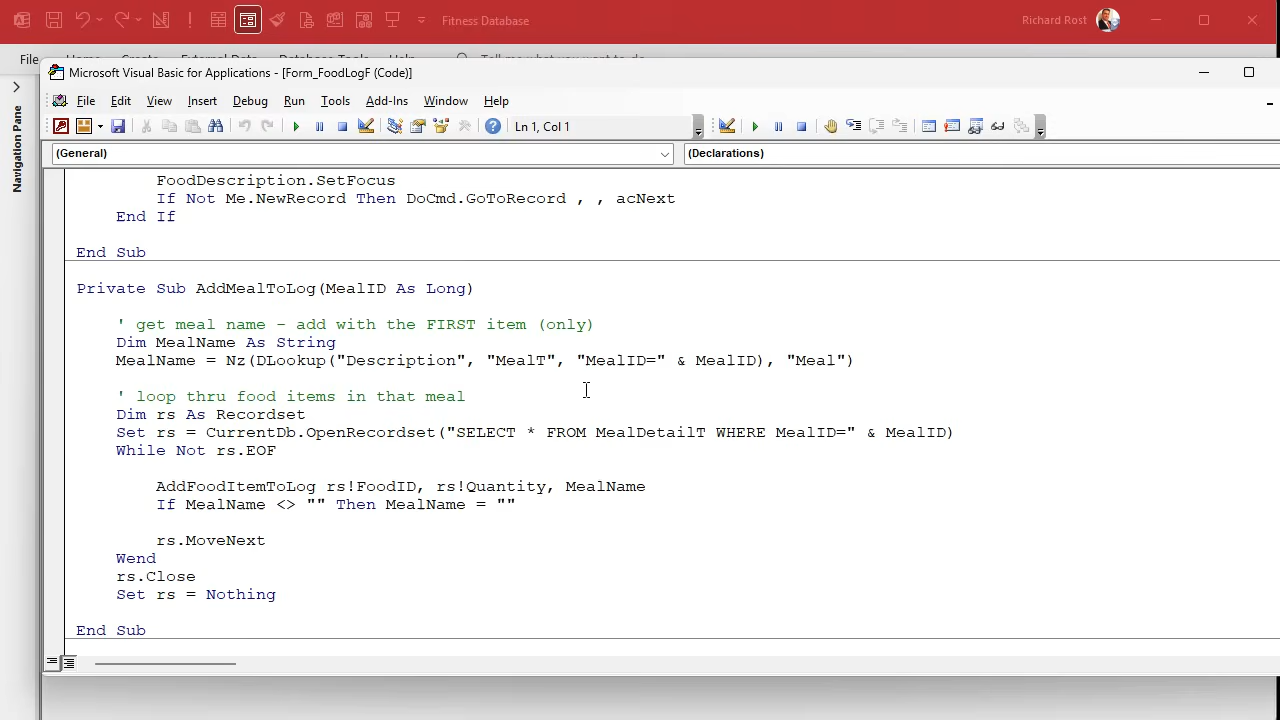 Fitness Database
Richard Rost
File
Microsoft Visual Basic for Applications - [Form_FoodLogF (Code)]
File Edit View Insert Debug Run Tools Add-Ins Window Help
Ln 1, Col 1
(General)
(Declarations)
Navigation Pane
FoodDescription.SetFocus
If Not Me.NewRecord Then DoCmd.GoToRecord , , acNext
End If
End Sub
Private Sub AddMealToLog(MealID As Long)
' get meal name - add with the FIRST item (only)
Dim MealName As String
MealName = Nz(DLookup("Description", "MealT", "MealID=" & MealID), "Meal")
' loop thru food items in that meal
Dim rs As Recordset
Set rs = CurrentDb.OpenRecordset("SELECT * FROM MealDetailT WHERE MealID=" & MealID)
While Not rs.EOF
AddFoodItemToLog rs!FoodID, rs!Quantity, MealName
If MealName <> "" Then MealName = ""
rs.MoveNext
Wend
rs.Close
Set rs = Nothing
End Sub